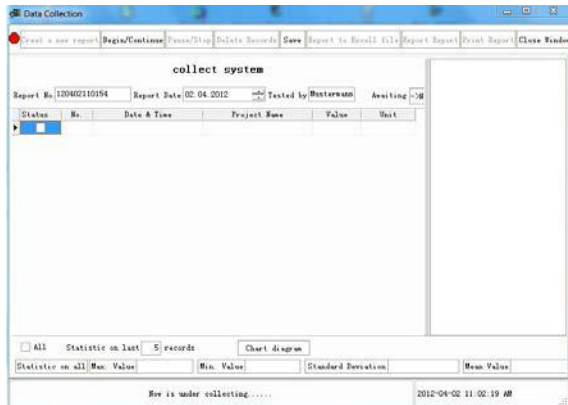 Data Collection
Creat a new report Begin/Continue Pause/Stop Delete Records Save Report to Excell file Export Report Print Report Close Window
collect system
Report No. 120402110154 Report Date 02.04.2012 Tested by Mustermann Awaiting ->N
Status No. Date & Time Project Name Value Unit
All Statistic on last 5 records Chart diagram
Statistic on all Max. Value Min. Value Standard Deviation Mean Value
Now is under collecting......
2012-04-02 11:02:19 AM